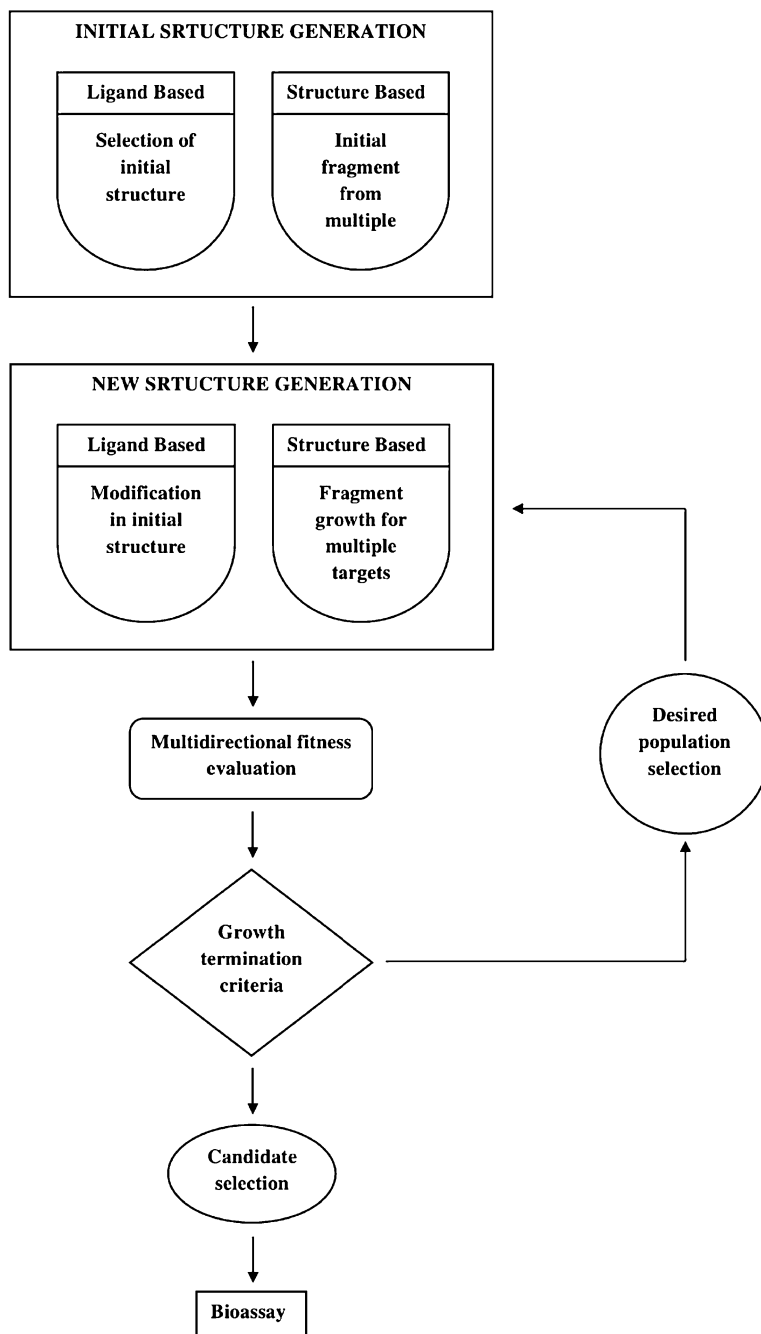 INITIAL SRTUCTURE GENERATION
Ligand Based
Selection of
initial
structure
Structure Based
Initial
fragment
from
multiple
NEW SRTUCTURE GENERATION
Ligand Based
Modification
in initial
structure
Structure Based
Fragment
growth for
multiple
targets
Multidirectional fitness
evaluation
Desired
population
selection
Growth
termination
criteria
Candidate
selection
Bioassay